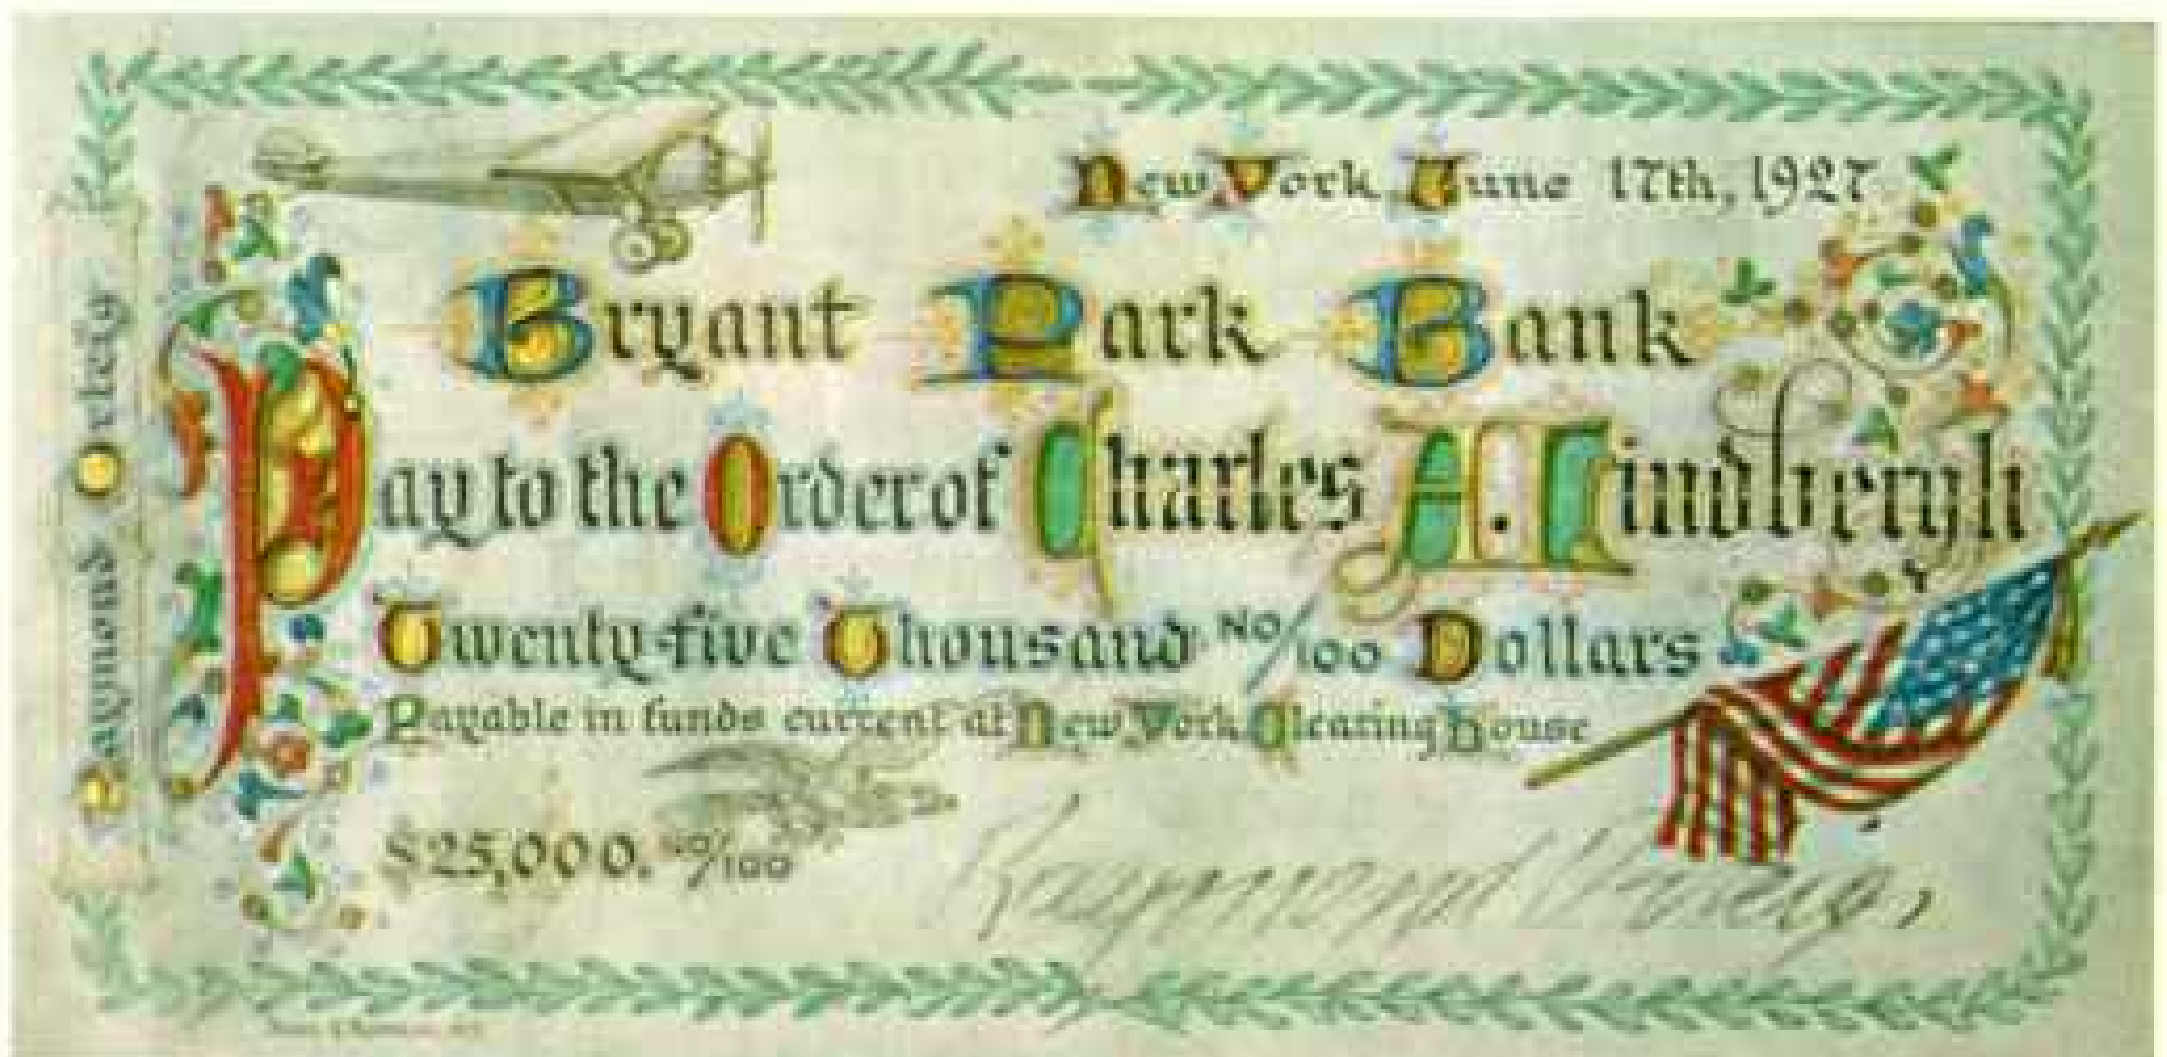 New York June 17th, 1927
Bryant Park Bank
Pay to the Order of Charles A. Lindbergh
Twenty-five Thousand No/100 Dollars
Payable in funds current at New York Clearing House
$25,000. no/100
Raymond Orteig
Raymond Orteig